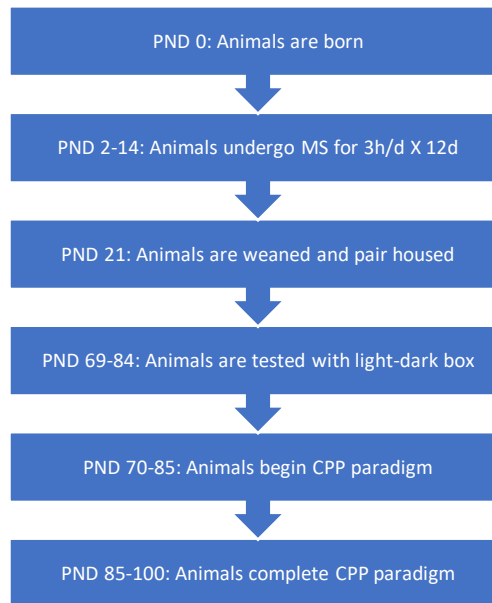 PND 0: Animals are born
PND 2-14: Animals undergo MS for 3h/d X 12d
PND 21: Animals are weaned and pair housed
PND 69-84: Animals are tested with light-dark box
PND 70-85: Animals begin CPP paradigm
PND 85-100: Animals complete CPP paradigm